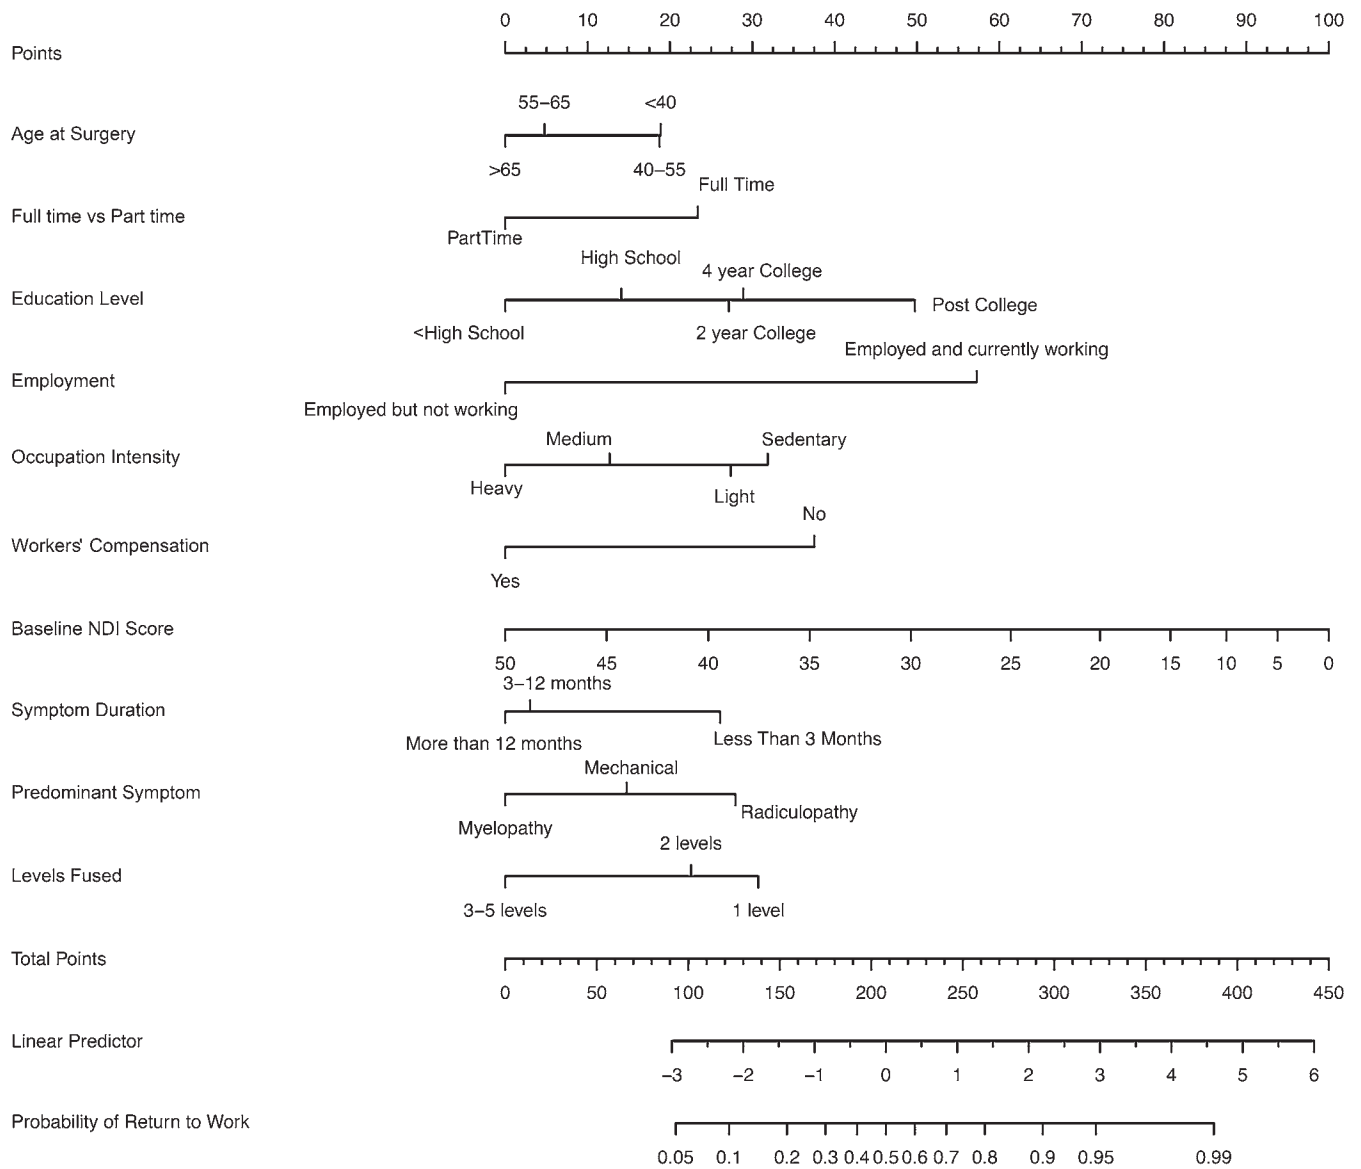 0 10 20 30 40 50 60 70 80 90 100
Points
55–65 <40
Age at Surgery
>65 40–55
Full Time
Full time vs Part time
PartTime
High School
4 year College
Education Level
Post College
<High School 2 year College
Employed and currently working
Employment
Employed but not working
Medium Sedentary
Occupation Intensity
Heavy
Light
No
Workers' Compensation
Yes
Baseline NDI Score
50 45 40 35 30 25 20 15 10 5 0
3–12 months
Symptom Duration
More than 12 months Less Than 3 Months
Mechanical
Predominant Symptom
Radiculopathy
Myelopathy
2 levels
Levels Fused
3–5 levels 1 level
Total Points
0 50 100 150 200 250 300 350 400 450
Linear Predictor
–3 –2 –1 0 1 2 3 4 5 6
Probability of Return to Work
0.05 0.1 0.2 0.3 0.4 0.5 0.6 0.7 0.8 0.9 0.95 0.99